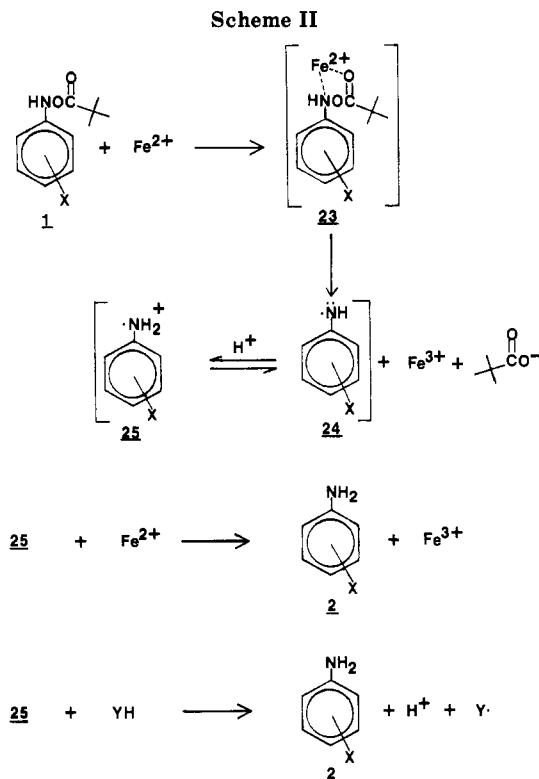 Scheme II
O
HNOC
X
1
+ Fe2+
Fe2+
O
HNOC
X
23
·NH2+
X
25
H+
·N̈H
X
24
+ Fe3+ +
O
CO−
25 + Fe2+
NH2
X
2
+ Fe3+
25 + YH
NH2
X
2
+ H+ + Y·